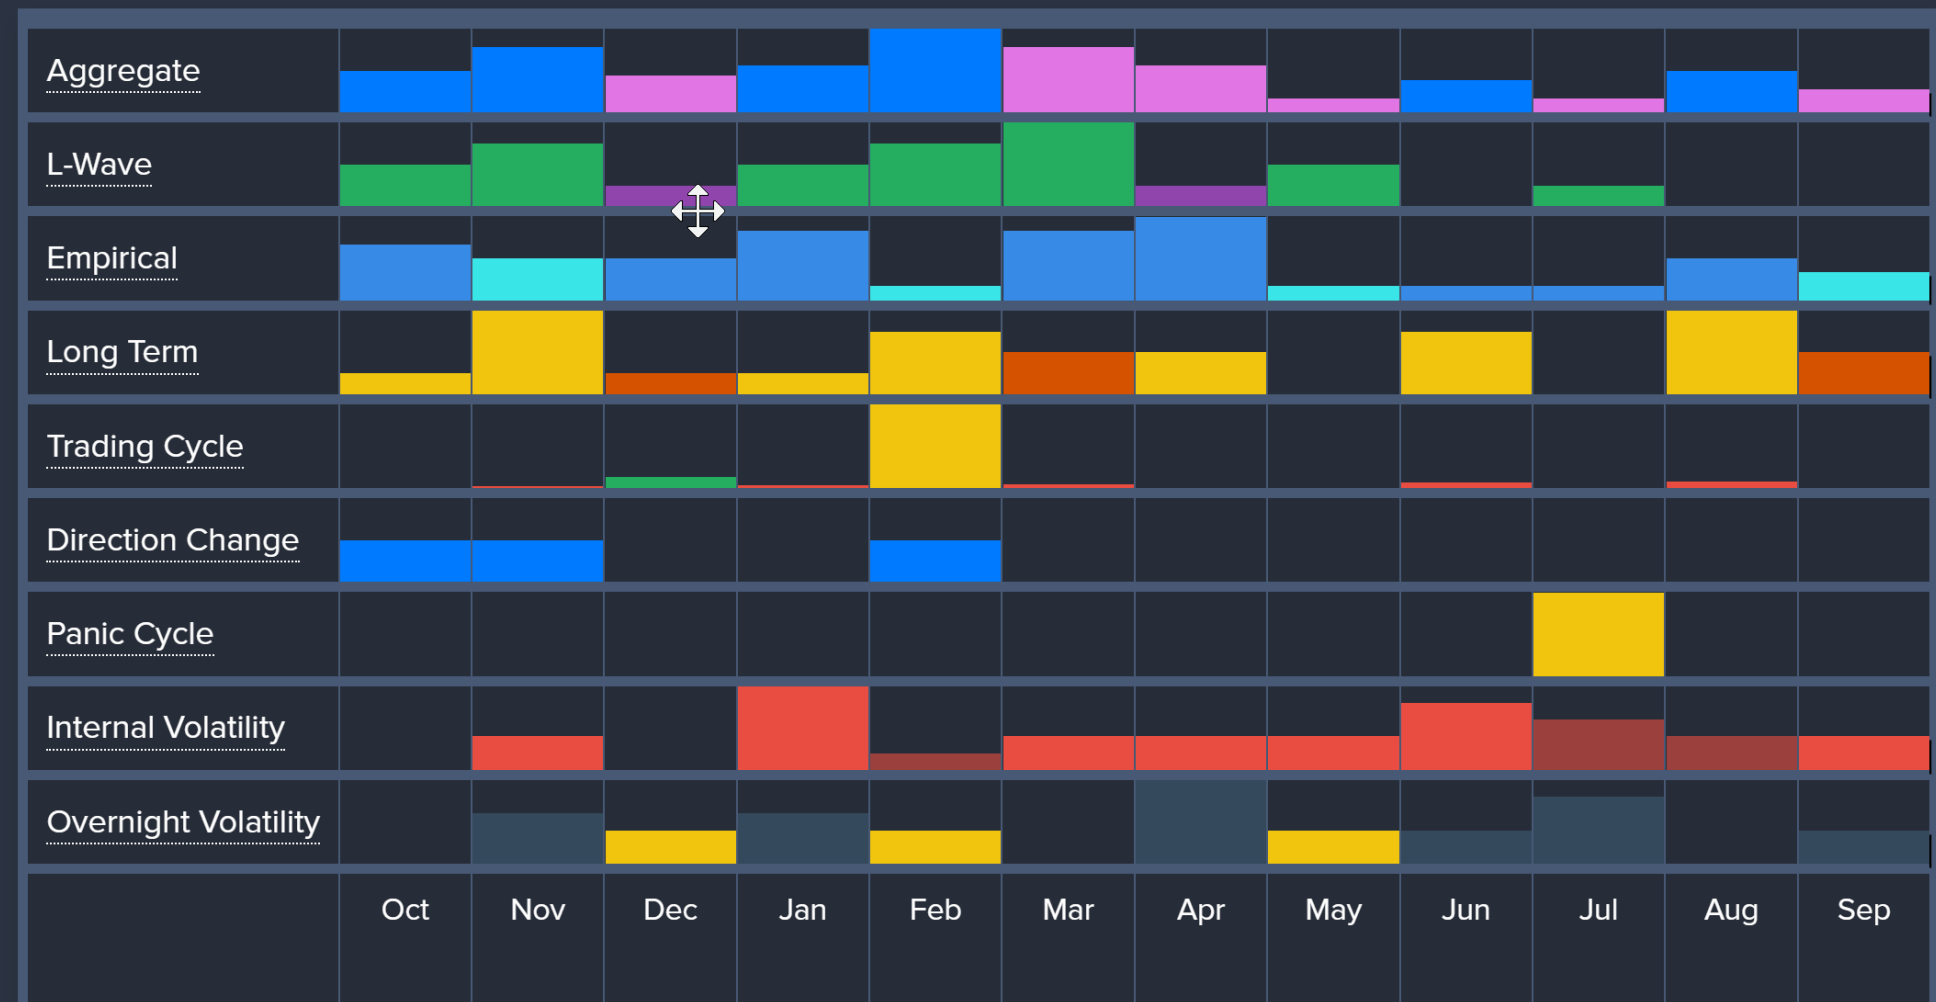 Aggregate
L-Wave
Empirical
Long Term
Trading Cycle
Direction Change
Panic Cycle
Internal Volatility
Overnight Volatility
Oct Nov Dec Jan Feb Mar Apr May Jun Jul Aug Sep